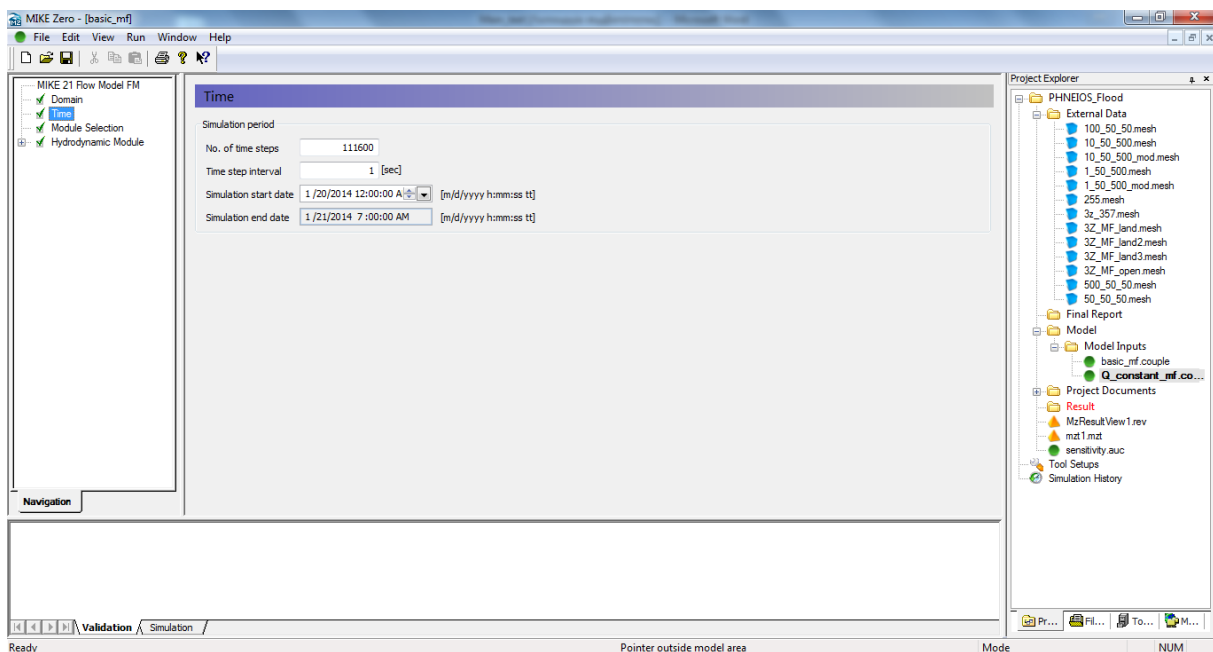 MIKE Zero - [basic_mf]
File Edit View Run Window Help
MIKE 21 Flow Model FM
Domain
Time
Module Selection
Hydrodynamic Module
Navigation
Time
Simulation period
No. of time steps 111600
Time step interval 1 [sec]
Simulation start date 1 /20/2014 12:00:00 A [m/d/yyyy h:mm:ss tt]
Simulation end date 1 /21/2014 7 :00:00 AM [m/d/yyyy h:mm:ss tt]
Project Explorer
PHNEIOS_Flood
External Data
100_50_50.mesh
10_50_500.mesh
10_50_500_mod.mesh
1_50_500.mesh
1_50_500_mod.mesh
255.mesh
3z_357.mesh
3Z_MF_land.mesh
3Z_MF_land2.mesh
3Z_MF_land3.mesh
3Z_MF_open.mesh
500_50_50.mesh
50_50_50.mesh
Final Report
Model
Model Inputs
basic_mf.couple
Q_constant_mf.co...
Project Documents
Result
MzResultView1.rev
mzt1.mzt
sensitivity.auc
Tool Setups
Simulation History
Pr... Fil... To... M...
Validation Simulation
Ready Pointer outside model area Mode NUM